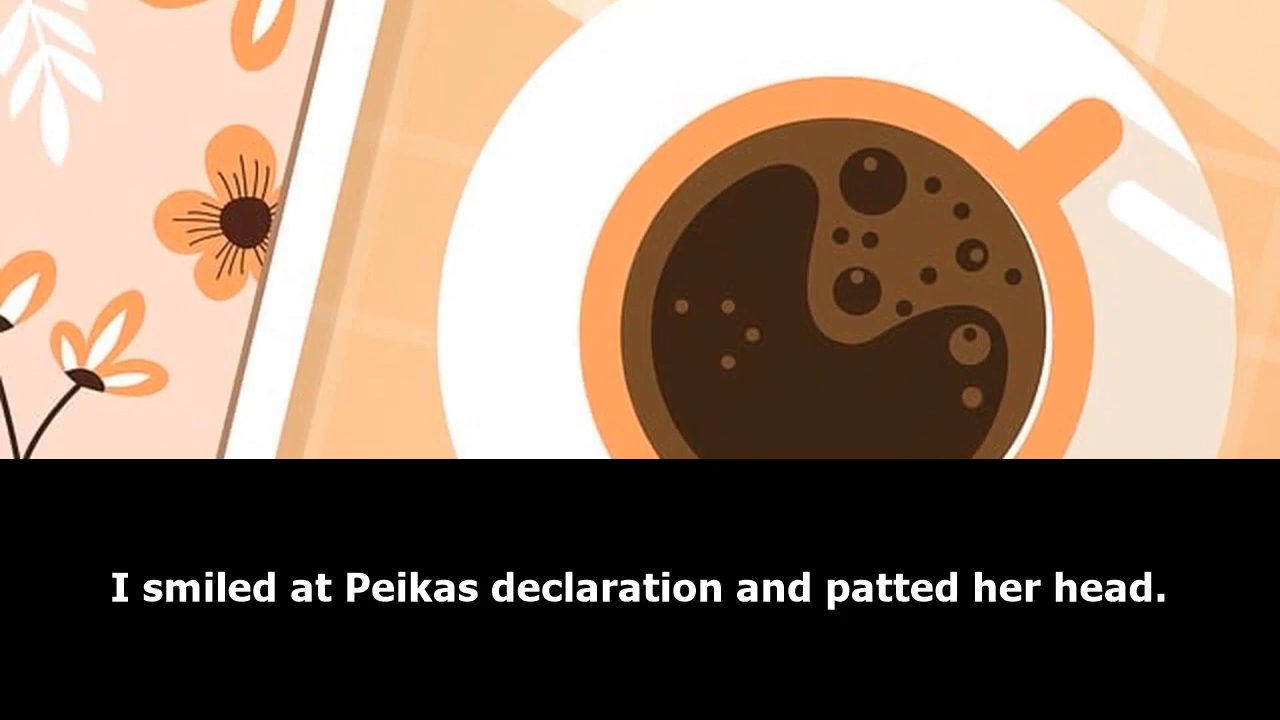 I smiled at Peikas declaration and patted her head.